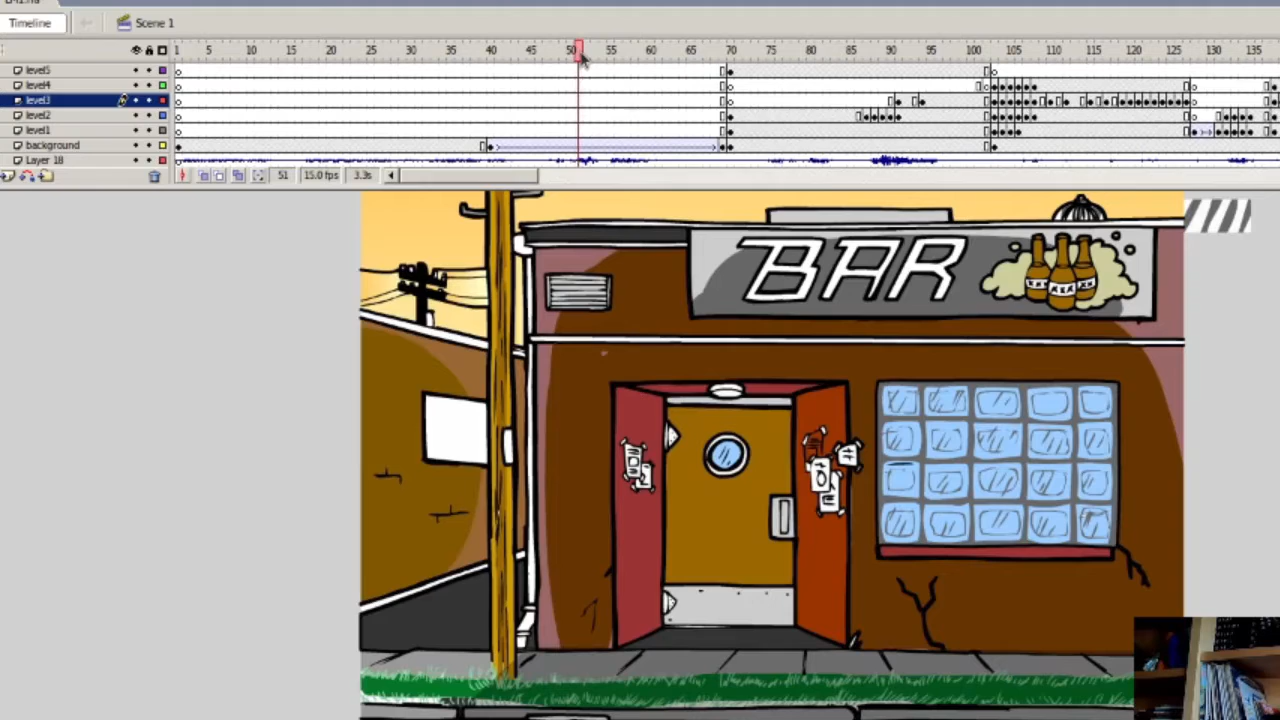 Timeline
Scene 1
1 5 10 15 20 25 30 35 40 45 50 55 60 65 70 75 80 85 90 95 100 105 110 115 120 125 130 135
level5
level4
level3
level2
level1
background
Layer 18
51 15.0 fps 3.3s
BAR